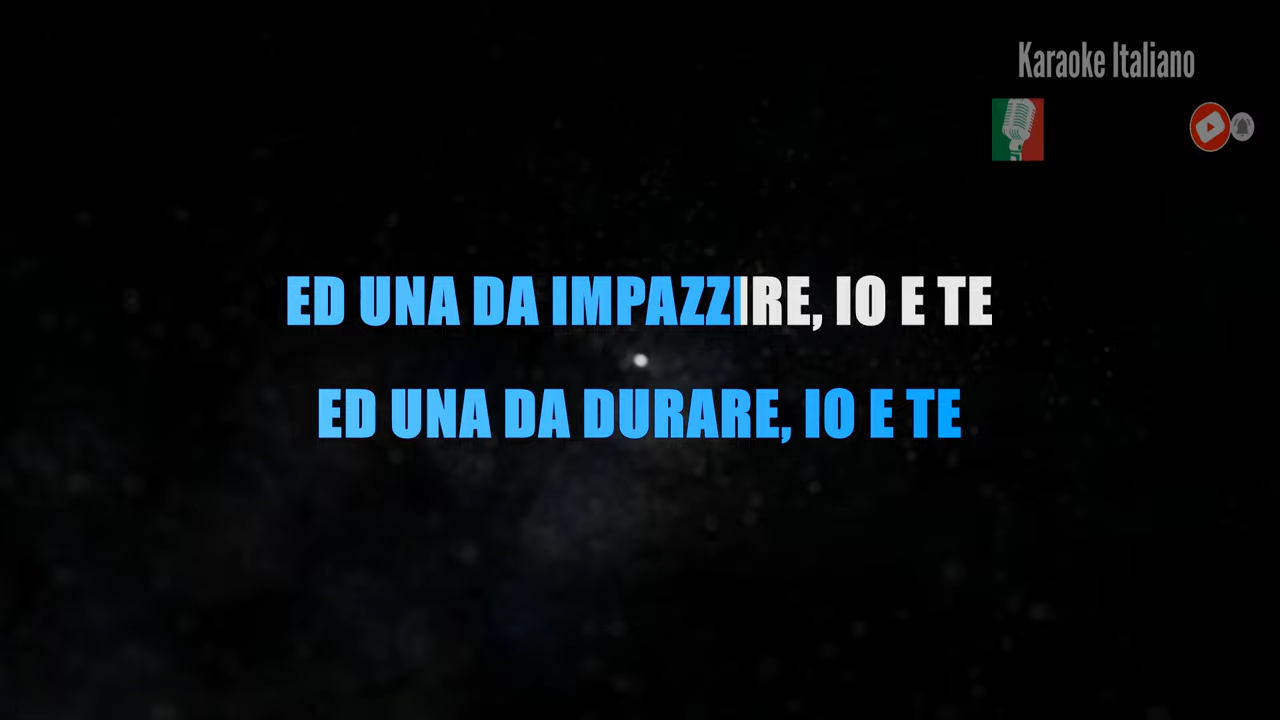 Karaoke Italiano
ED UNA DA IMPAZZIRE, IO E TE
ED UNA DA DURARE, IO E TE